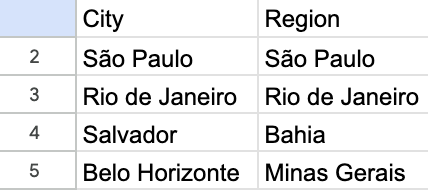 City Region
2 São Paulo São Paulo
3 Rio de Janeiro Rio de Janeiro
4 Salvador Bahia
5 Belo Horizonte Minas Gerais